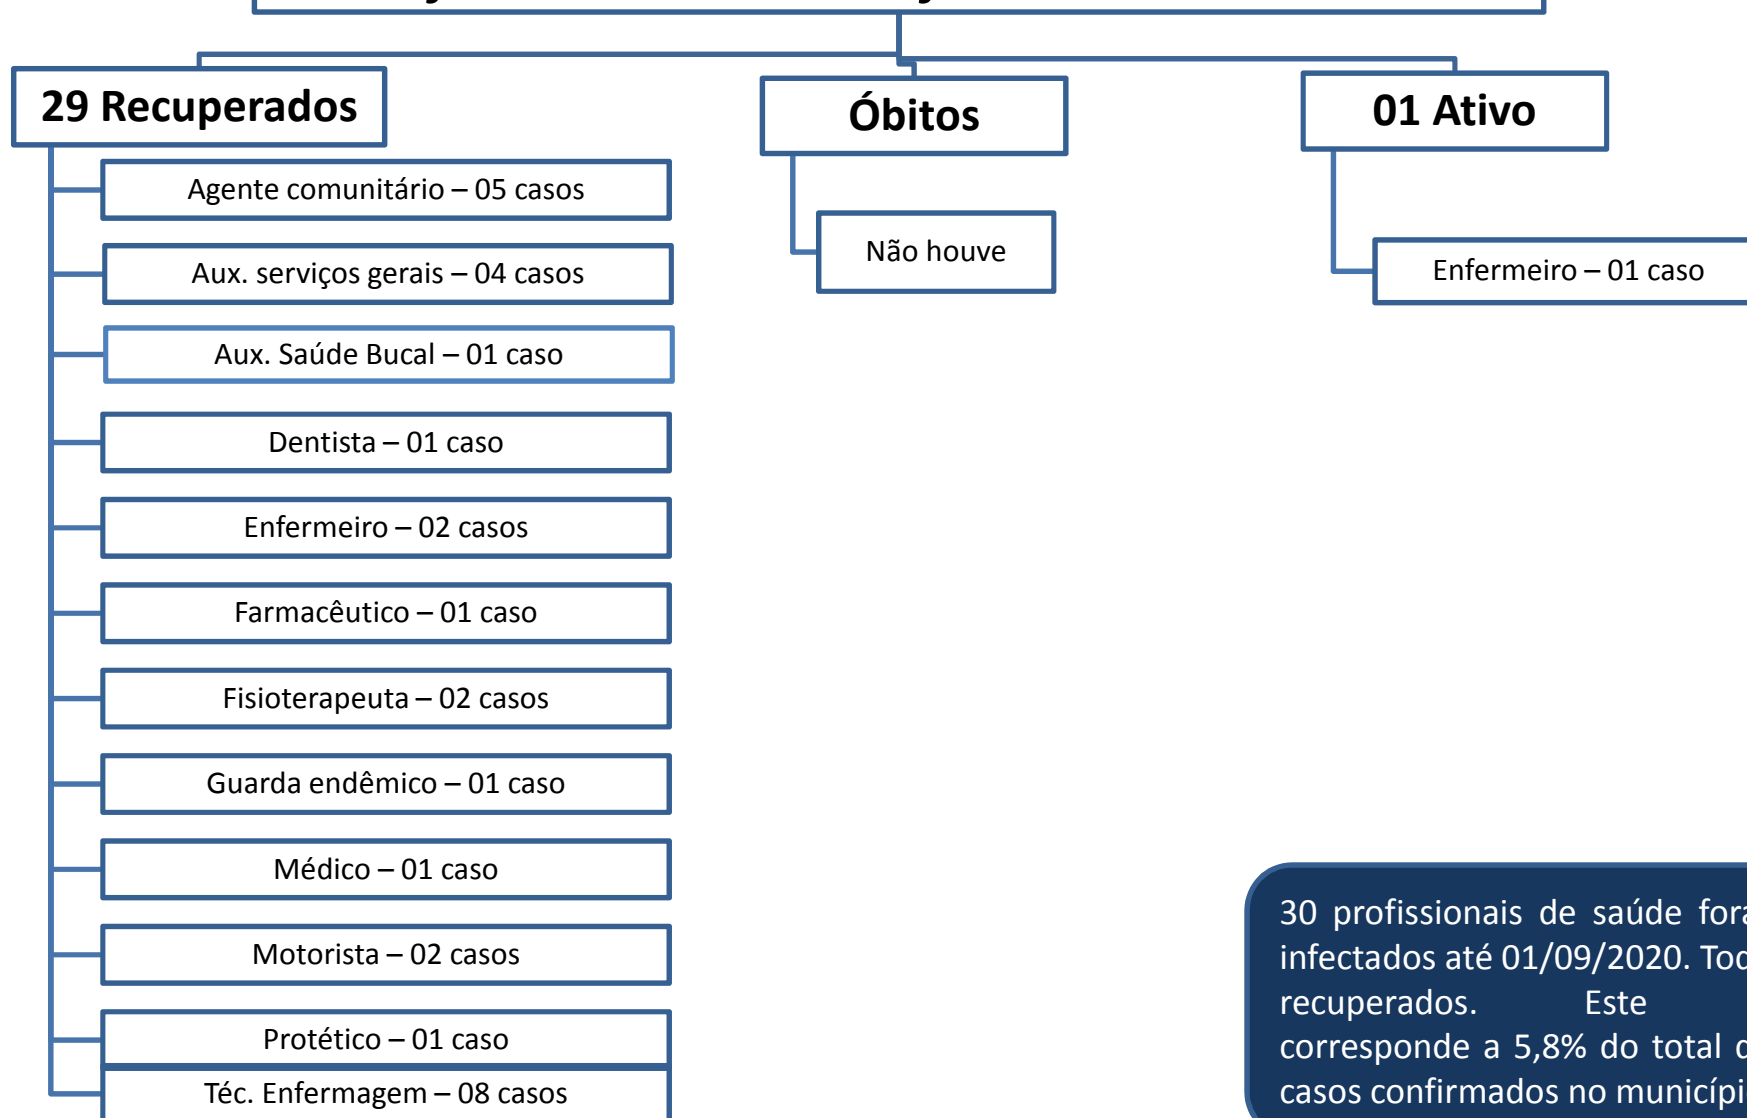 29 Recuperados
Óbitos
01 Ativo
Agente comunitário – 05 casos
Aux. serviços gerais – 04 casos
Aux. Saúde Bucal – 01 caso
Dentista – 01 caso
Enfermeiro – 02 casos
Farmacêutico – 01 caso
Fisioterapeuta – 02 casos
Guarda endêmico – 01 caso
Médico – 01 caso
Motorista – 02 casos
Protético – 01 caso
Téc. Enfermagem – 08 casos
Não houve
Enfermeiro – 01 caso
30 profissionais de saúde
infectados até 01/09/2020.
recuperados. Este
corresponde a 5,8% do total
casos confirmados no